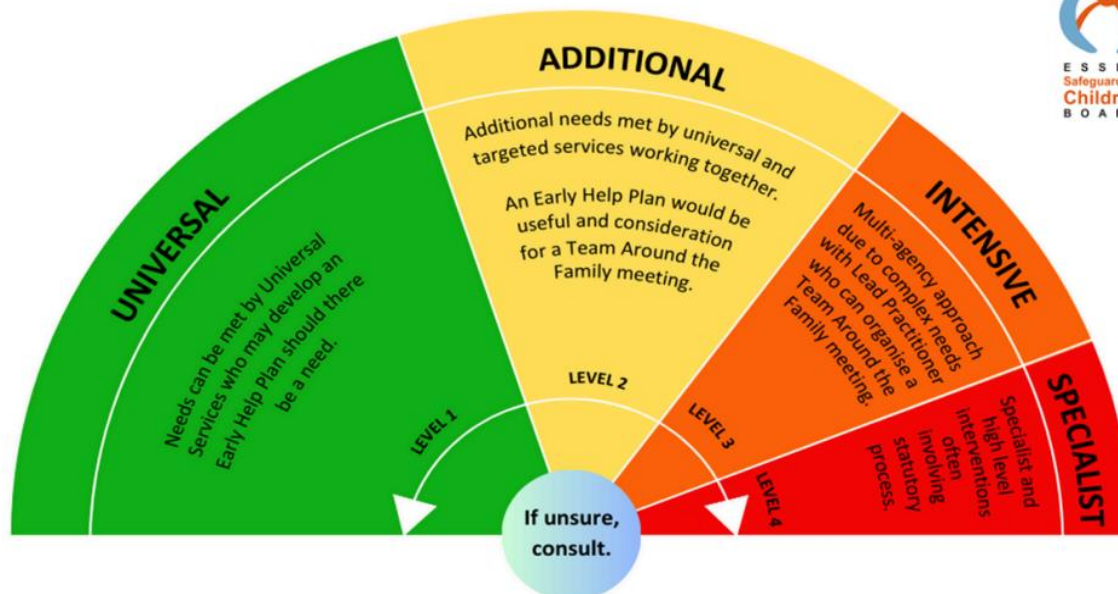 UNIVERSAL
Needs can be met by Universal
Services who may develop an
Early Help Plan should there
be a need.
LEVEL 1
ADDITIONAL
Additional needs met by universal and
targeted services working together.
An Early Help Plan would be
useful and consideration
for a Team Around the
Family meeting.
LEVEL 2
INTENSIVE
Multi-agency approach
due to complex needs
with Lead Practitioner
who can organise a
Team Around the
Family meeting.
LEVEL 3
SPECIALIST
Specialist and
high level
interventions
often
involving
statutory
process.
LEVEL 4
If unsure,
consult.